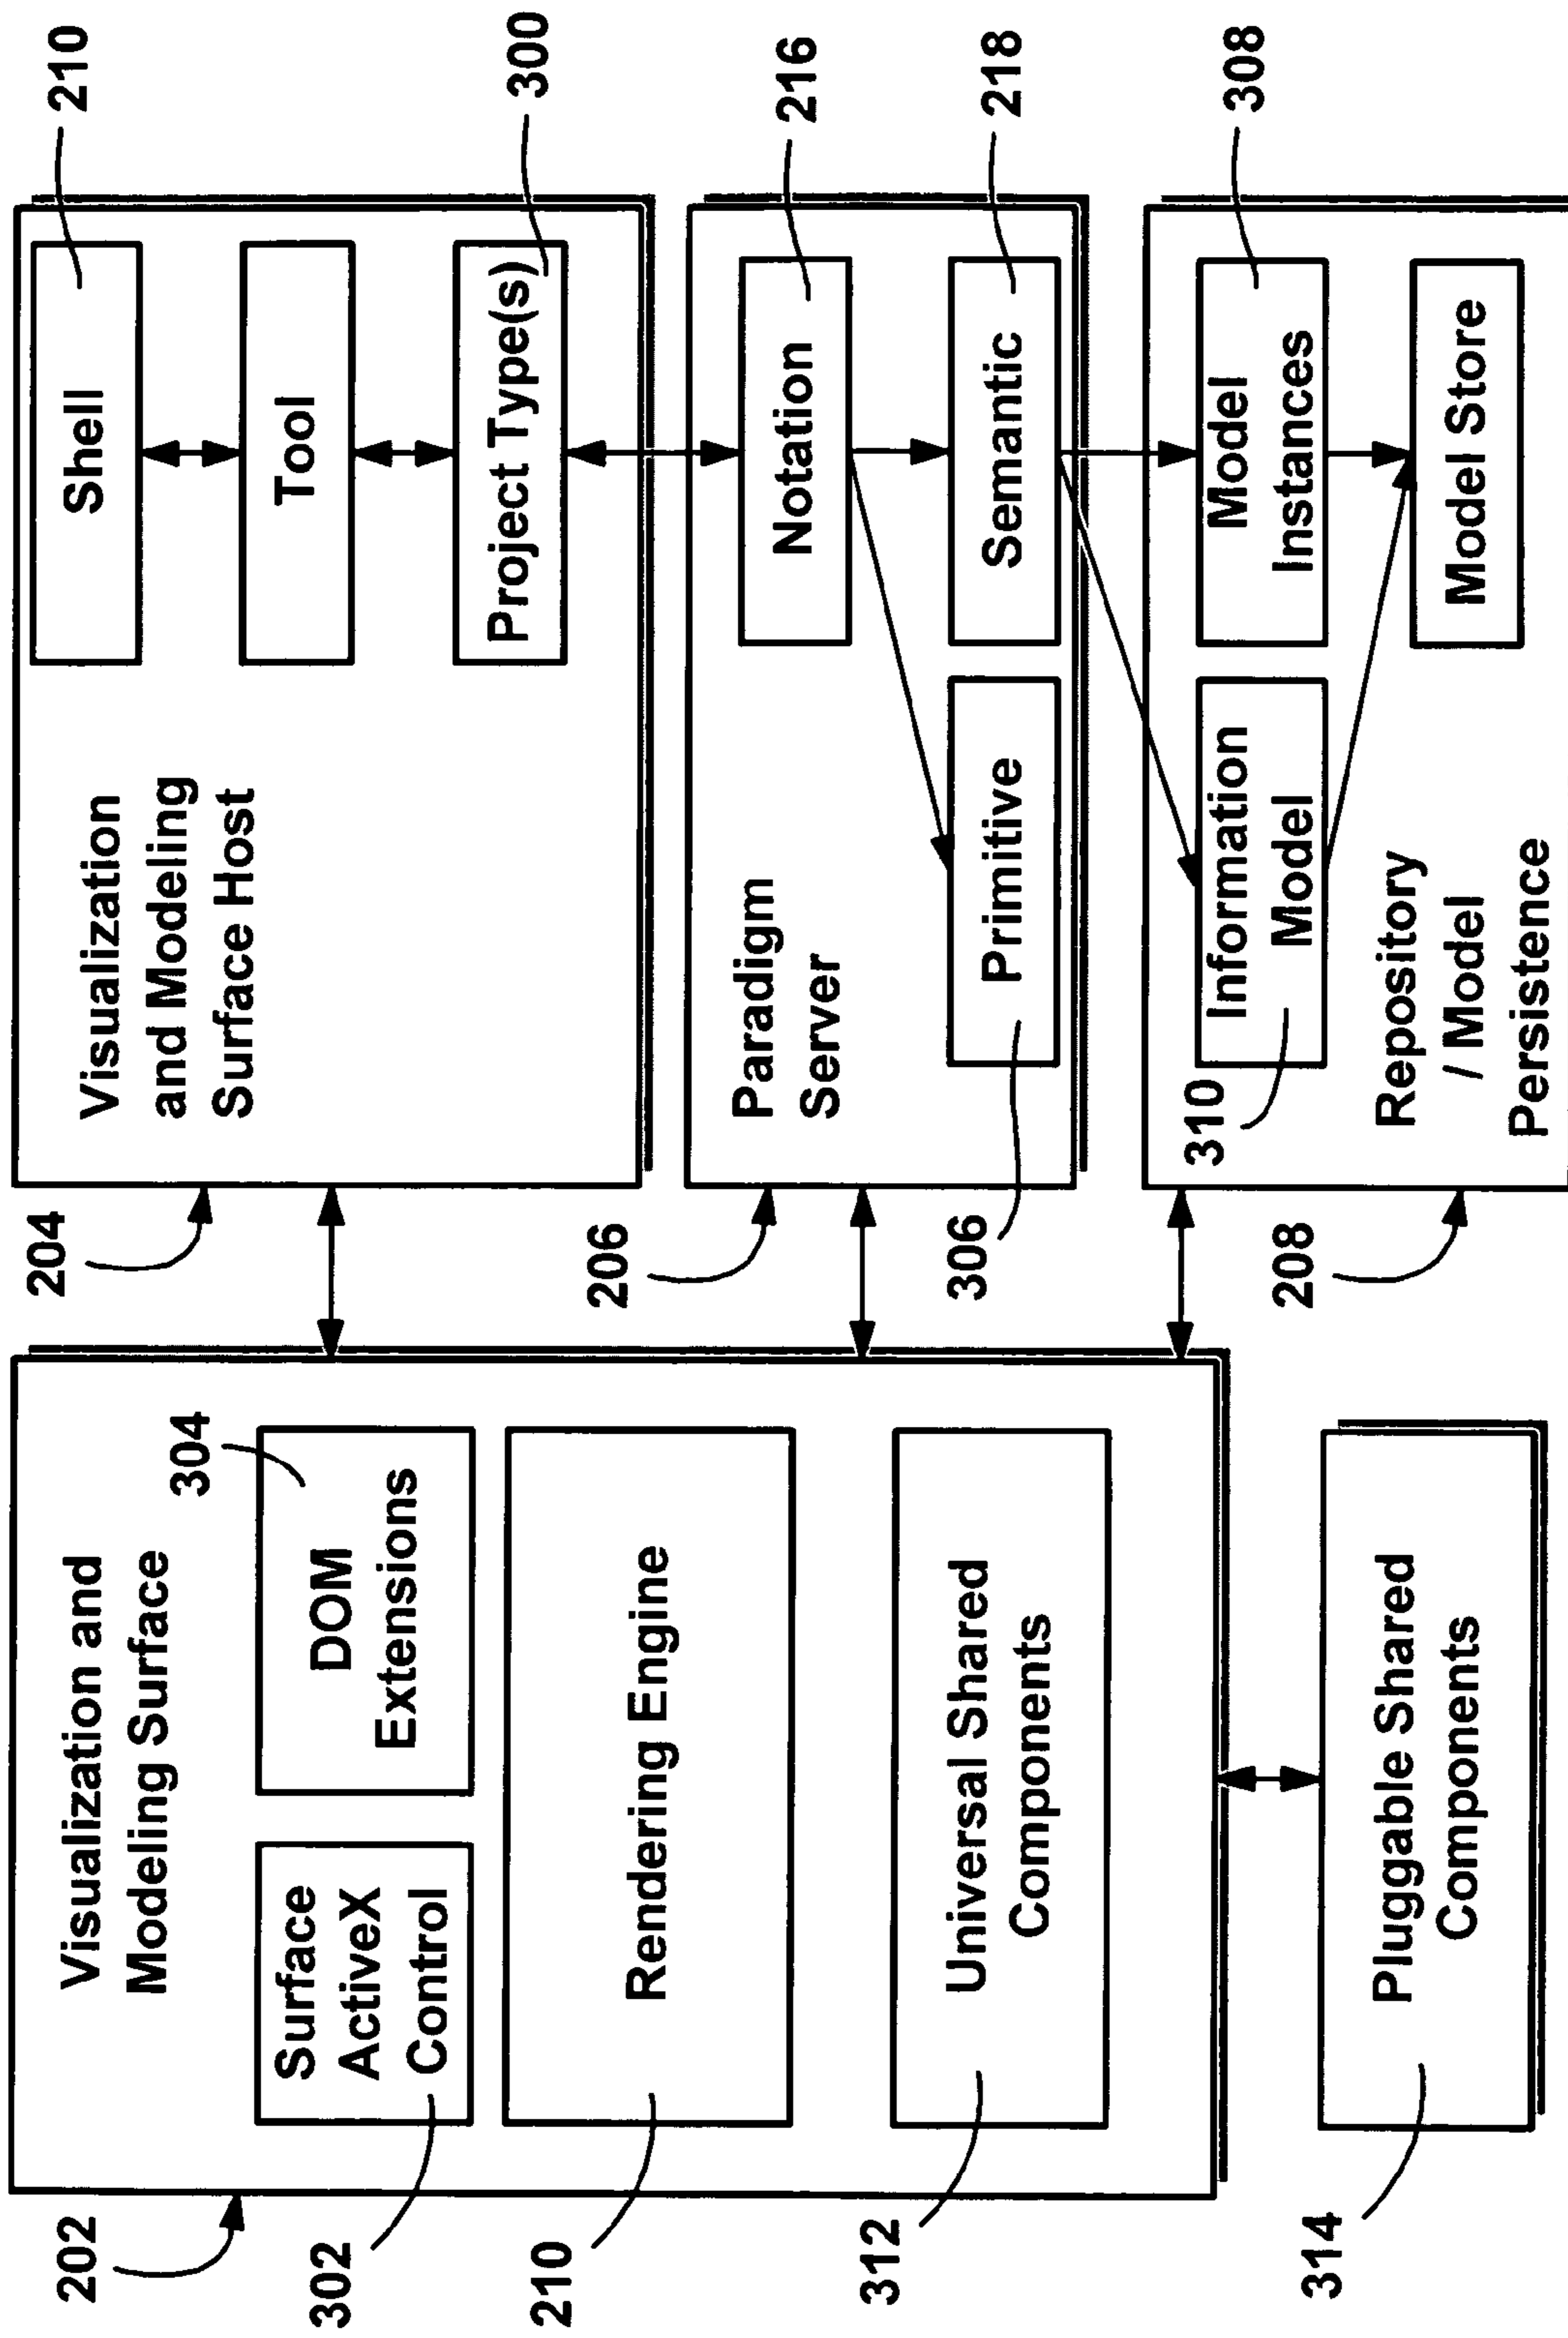 202
Visualization and
Modeling Surface
302
Surface
ActiveX
Control
304
DOM
Extensions
210
Rendering Engine
312
Universal Shared
Components
314
Pluggable Shared
Components
204
Visualization
and Modeling
Surface Host
210
Shell
Tool
300
Project Type(s)
206
Paradigm
Server
216
Notation
218
Semantic
306
Primitive
208
308
Model
Instances
310
Information
Model
Model Store
Repository
/ Model
Persistence